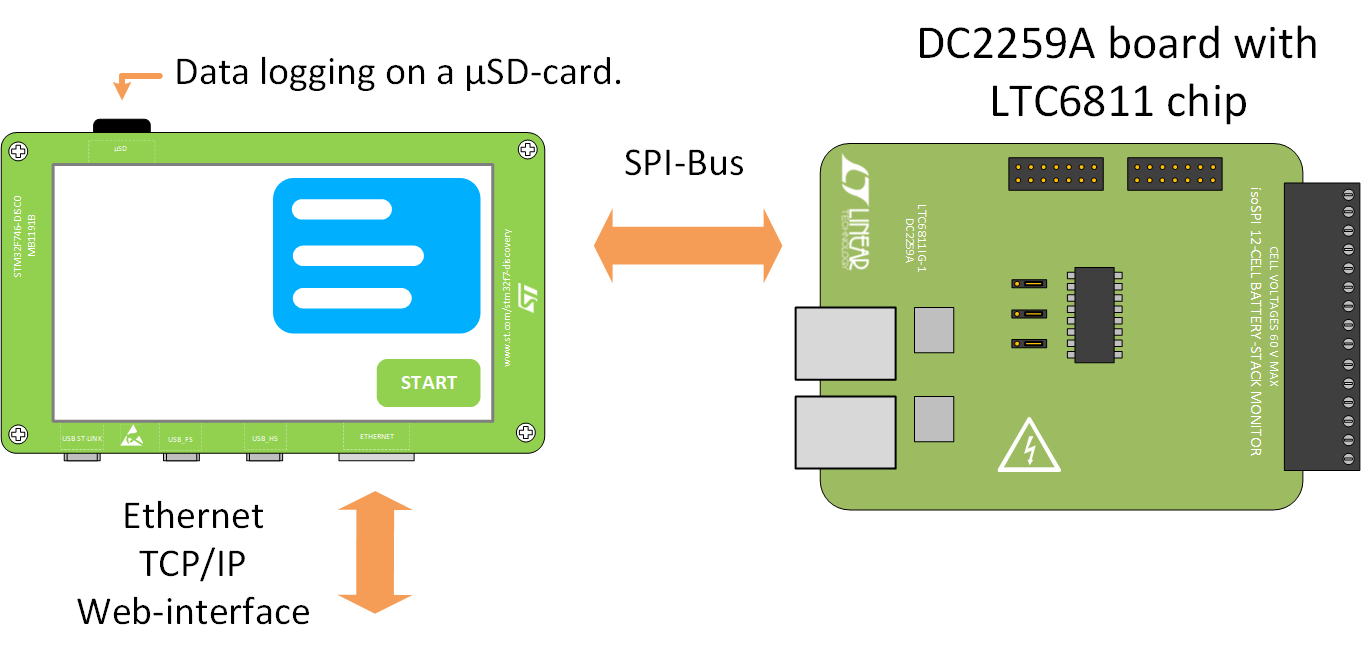 Data logging on a µSD-card.
DC2259A board with
LTC6811 chip
µSD
STM32F746-DISCO
MB1191B
www.st.com/stm32f7-discovery
START
USB ST-LINK
USB_FS
USB_HS
ETHERNET
SPI-Bus
LINEAR
TECHNOLOGY
LTC6811IG-1
DC2259A
CELL VOLTAGES 60 V MAX
isoSPI 12-CELL BATTERY-STACK MONITOR
Ethernet
TCP/IP
Web-interface